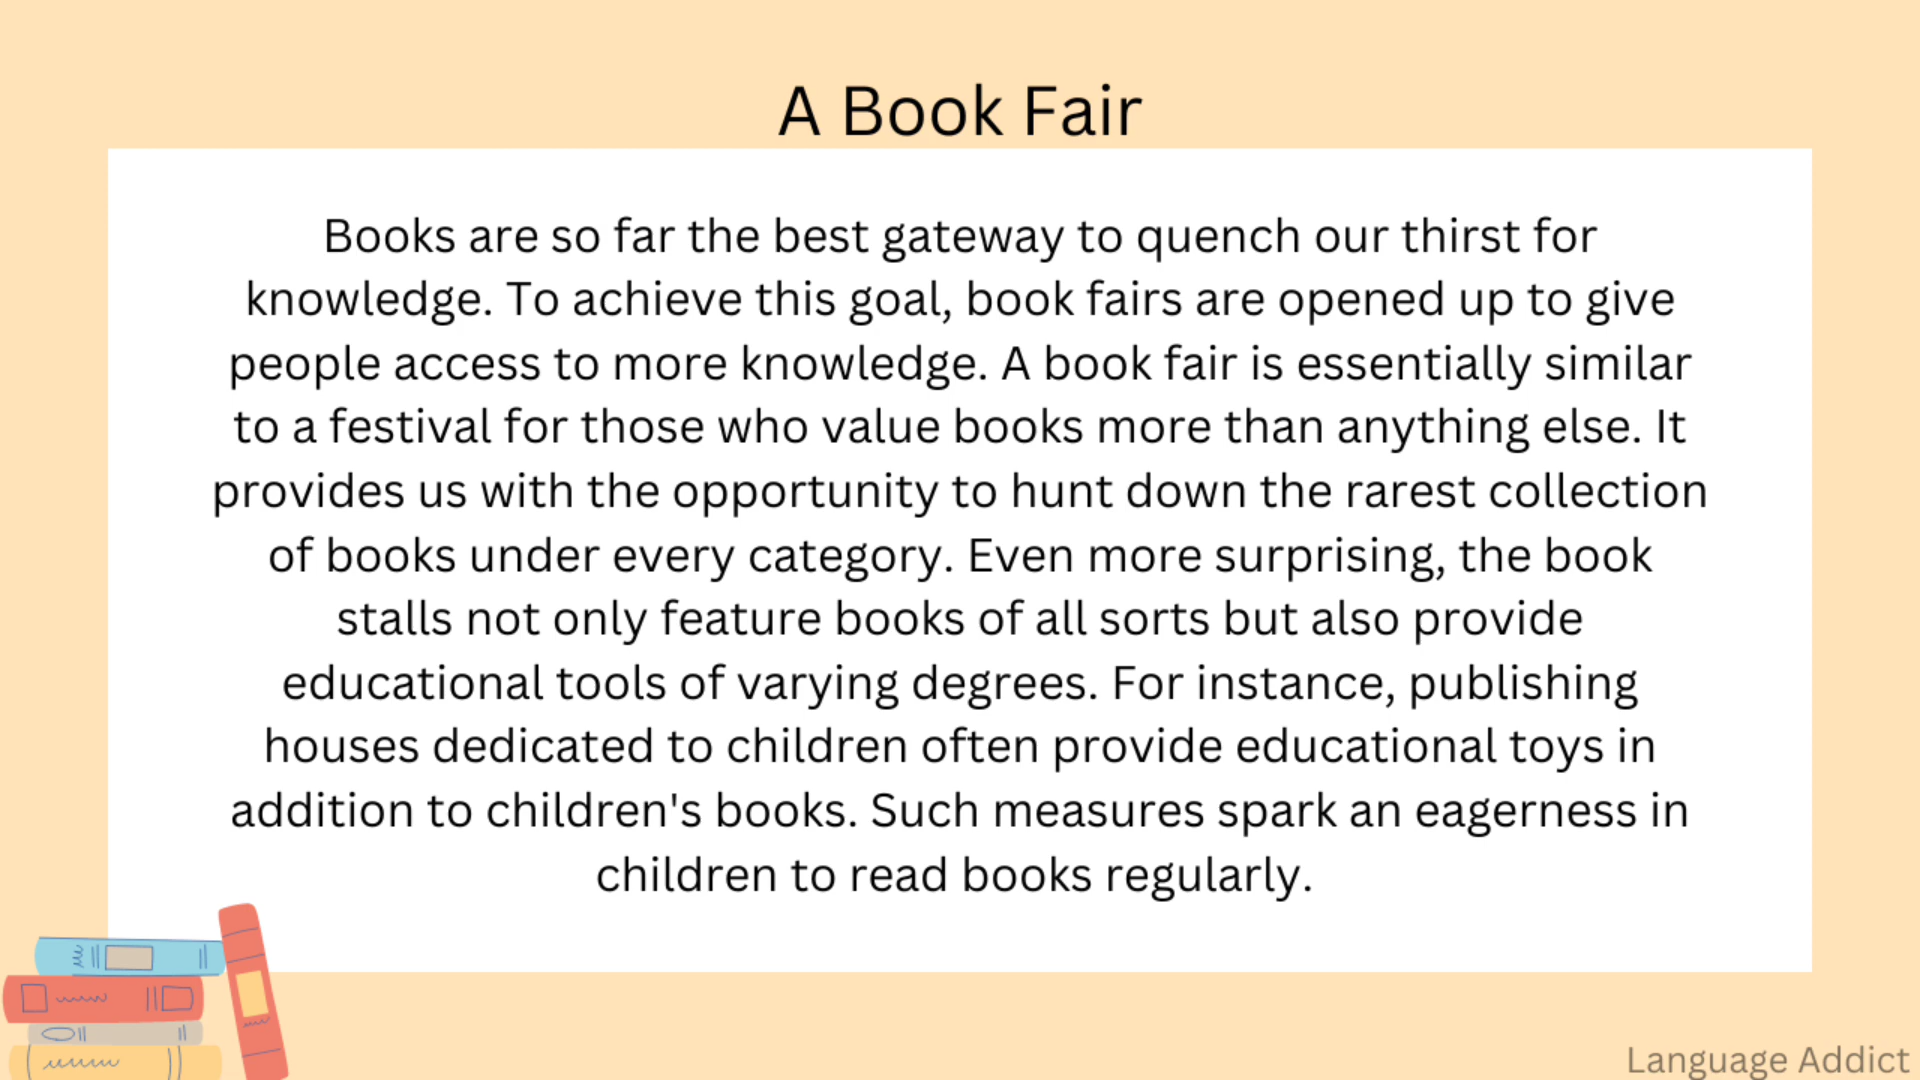 A Book Fair
Books are so far the best gateway to quench our thirst for
knowledge. To achieve this goal, book fairs are opened up to give
people access to more knowledge. A book fair is essentially similar
to a festival for those who value books more than anything else. It
provides us with the opportunity to hunt down the rarest collection
of books under every category. Even more surprising, the book
stalls not only feature books of all sorts but also provide
educational tools of varying degrees. For instance, publishing
houses dedicated to children often provide educational toys in
addition to children's books. Such measures spark an eagerness in
children to read books regularly.
Language Addict